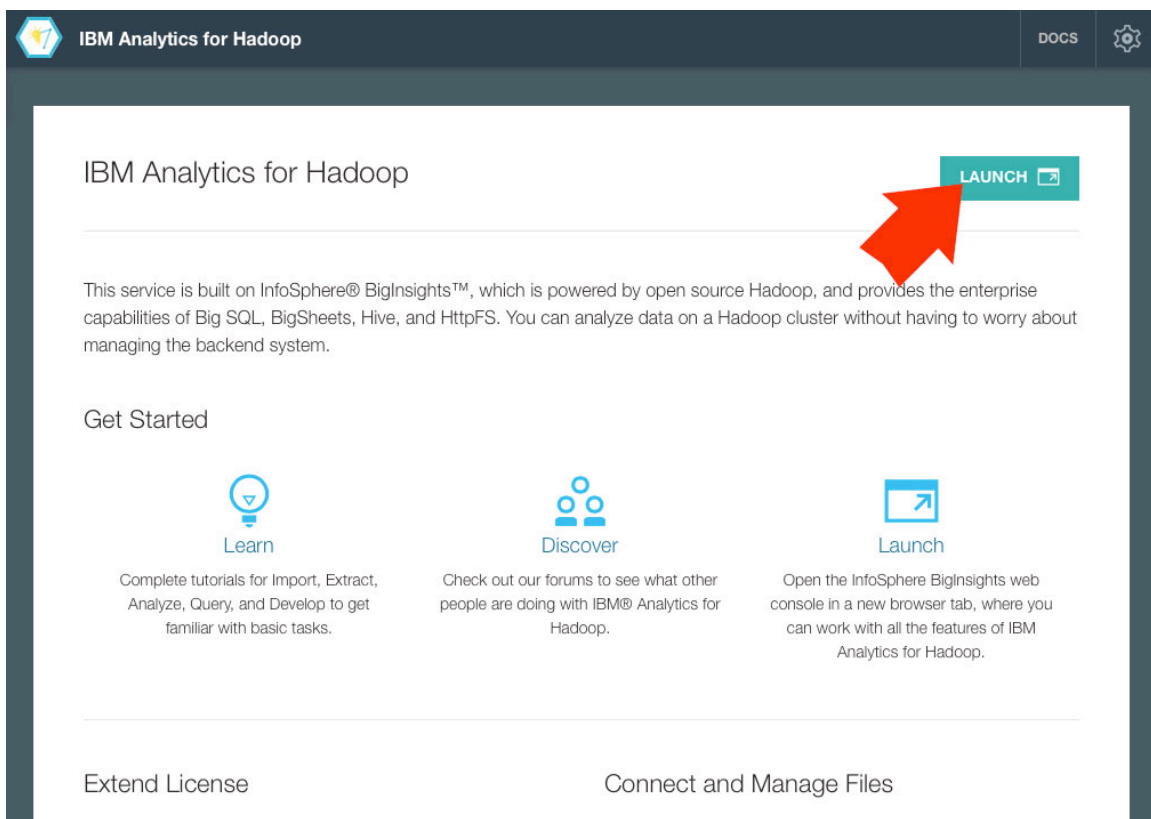 IBM Analytics for Hadoop
DOCS
IBM Analytics for Hadoop
LAUNCH
This service is built on InfoSphere® BigInsights™, which is powered by open source Hadoop, and provides the enterprise
capabilities of Big SQL, BigSheets, Hive, and HttpFS. You can analyze data on a Hadoop cluster without having to worry about
managing the backend system.
Get Started
Learn
Complete tutorials for Import, Extract,
Analyze, Query, and Develop to get
familiar with basic tasks.
Discover
Check out our forums to see what other
people are doing with IBM® Analytics for
Hadoop.
Launch
Open the InfoSphere BigInsights web
console in a new browser tab, where you
can work with all the features of IBM
Analytics for Hadoop.
Extend License
Connect and Manage Files